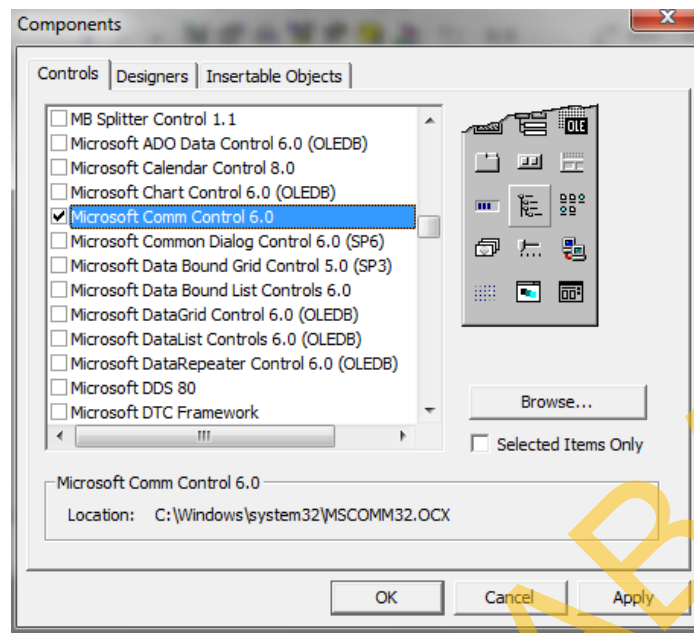 Components
Controls Designers Insertable Objects
MB Splitter Control 1.1
Microsoft ADO Data Control 6.0 (OLEDB)
Microsoft Calendar Control 8.0
Microsoft Chart Control 6.0 (OLEDB)
Microsoft Comm Control 6.0
Microsoft Common Dialog Control 6.0 (SP6)
Microsoft Data Bound Grid Control 5.0 (SP3)
Microsoft Data Bound List Controls 6.0
Microsoft DataGrid Control 6.0 (OLEDB)
Microsoft DataList Controls 6.0 (OLEDB)
Microsoft DataRepeater Control 6.0 (OLEDB)
Microsoft DDS 80
Microsoft DTC Framework
OLE
Browse...
Selected Items Only
Microsoft Comm Control 6.0
Location: C:\Windows\system32\MSCOMM32.OCX
OK Cancel Apply